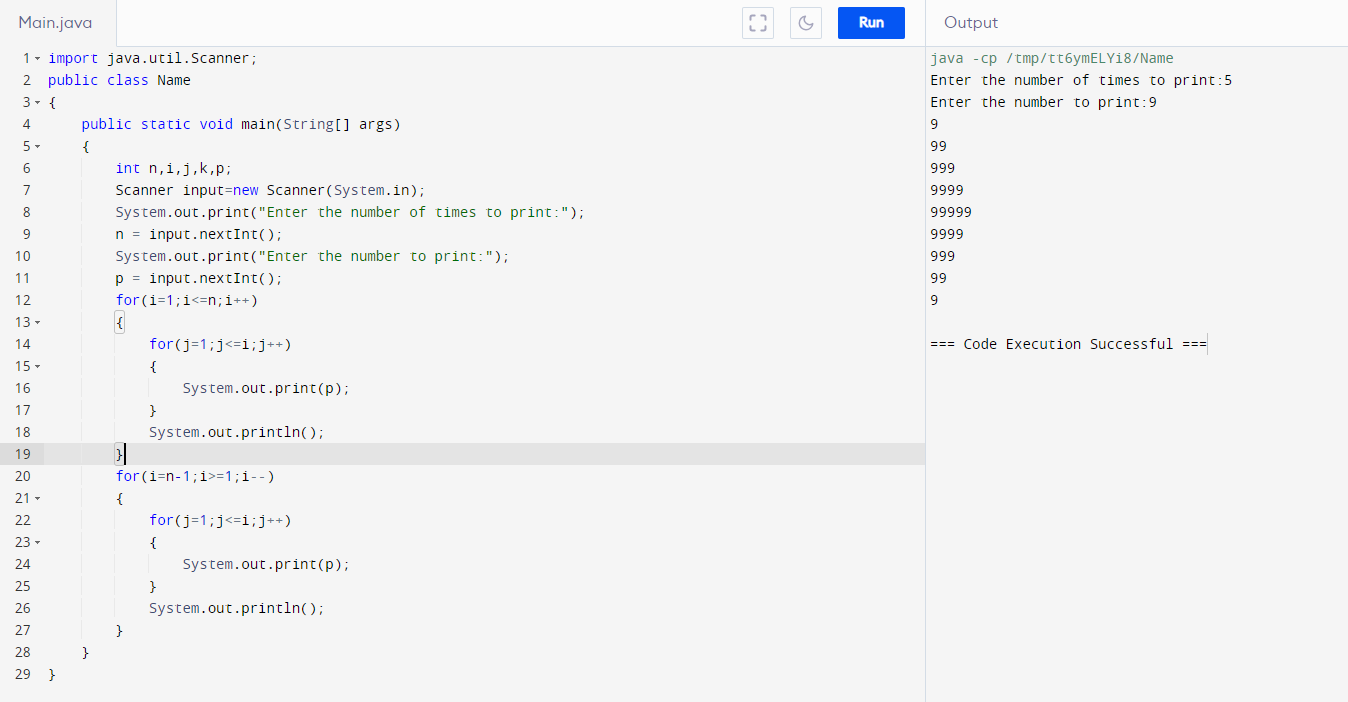 Main.java
Run
Output
1 import java.util.Scanner;
2 public class Name
3 {
4     public static void main(String[] args)
5     {
6         int n,i,j,k,p;
7         Scanner input=new Scanner(System.in);
8         System.out.print("Enter the number of times to print:");
9         n = input.nextInt();
10         System.out.print("Enter the number to print:");
11         p = input.nextInt();
12         for(i=1;i<=n;i++)
13         {
14             for(j=1;j<=i;j++)
15             {
16                 System.out.print(p);
17             }
18             System.out.println();
19         }
20         for(i=n-1;i>=1;i--)
21         {
22             for(j=1;j<=i;j++)
23             {
24                 System.out.print(p);
25             }
26             System.out.println();
27         }
28     }
29 }
java -cp /tmp/tt6ymELYi8/Name
Enter the number of times to print:5
Enter the number to print:9
9
99
999
9999
99999
9999
999
99
9
=== Code Execution Successful ===